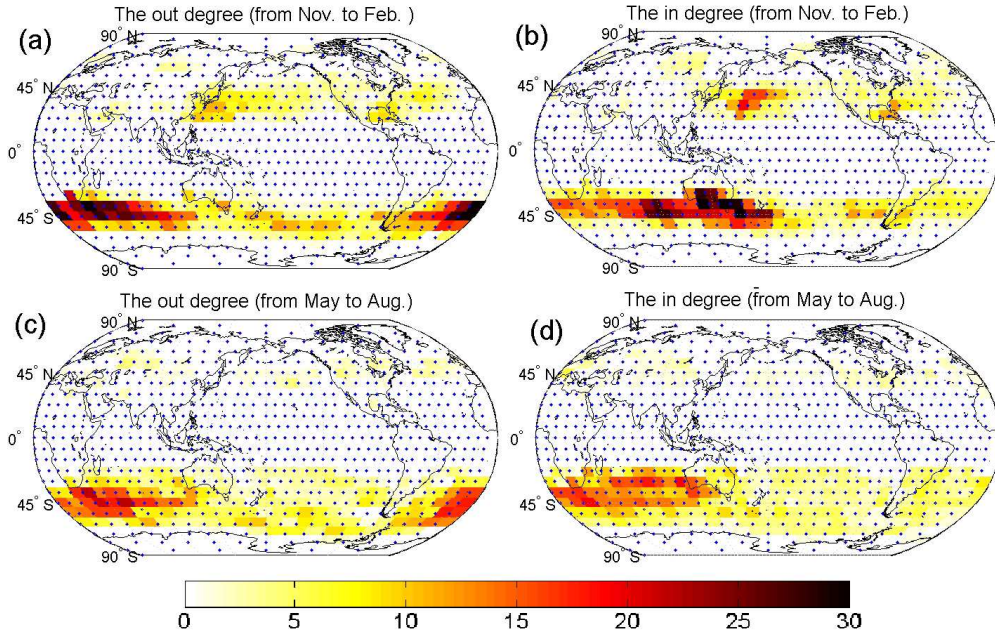 The out degree (from Nov. to Feb. )
The in degree (from Nov. to Feb.)
(a)
(b)
90° N
90° N
45° N
45° N
0°
0°
45° S
45° S
90° S
90° S
The out degree (from May to Aug.)
The in degree (from May to Aug.)
(c)
(d)
90° N
90° N
45° N
45° N
0°
0°
45° S
45° S
90° S
90° S
0 5 10 15 20 25 30